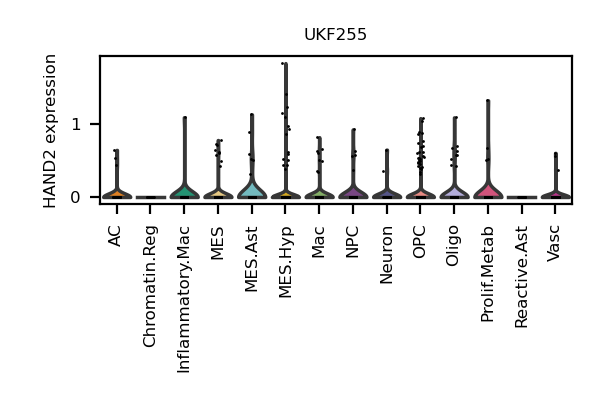 UKF255
HAND2 expression
1
0
AC
Chromatin.Reg
Inflammatory.Mac
MES
MES.Ast
MES.Hyp
Mac
NPC
Neuron
OPC
Oligo
Prolif.Metab
Reactive.Ast
Vasc